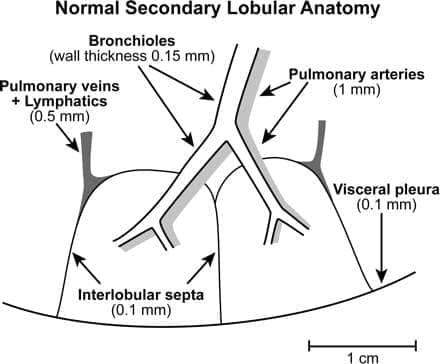 Normal Secondary Lobular Anatomy
Bronchioles
(wall thickness 0.15 mm)
Pulmonary veins
+ Lymphatics
(0.5 mm)
Pulmonary arteries
(1 mm)
Visceral pleura
(0.1 mm)
Interlobular septa
(0.1 mm)
1 cm